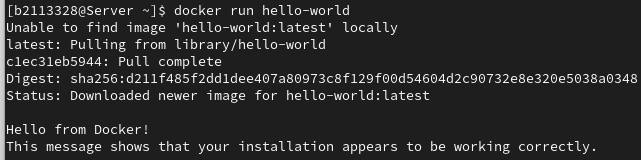 [b2113328@Server ~]$ docker run hello-world
Unable to find image 'hello-world:latest' locally
latest: Pulling from library/hello-world
c1ec31eb5944: Pull complete
Digest: sha256:d211f485f2dd1dee407a80973c8f129f00d54604d2c90732e8e320e5038a0348
Status: Downloaded newer image for hello-world:latest
Hello from Docker!
This message shows that your installation appears to be working correctly.